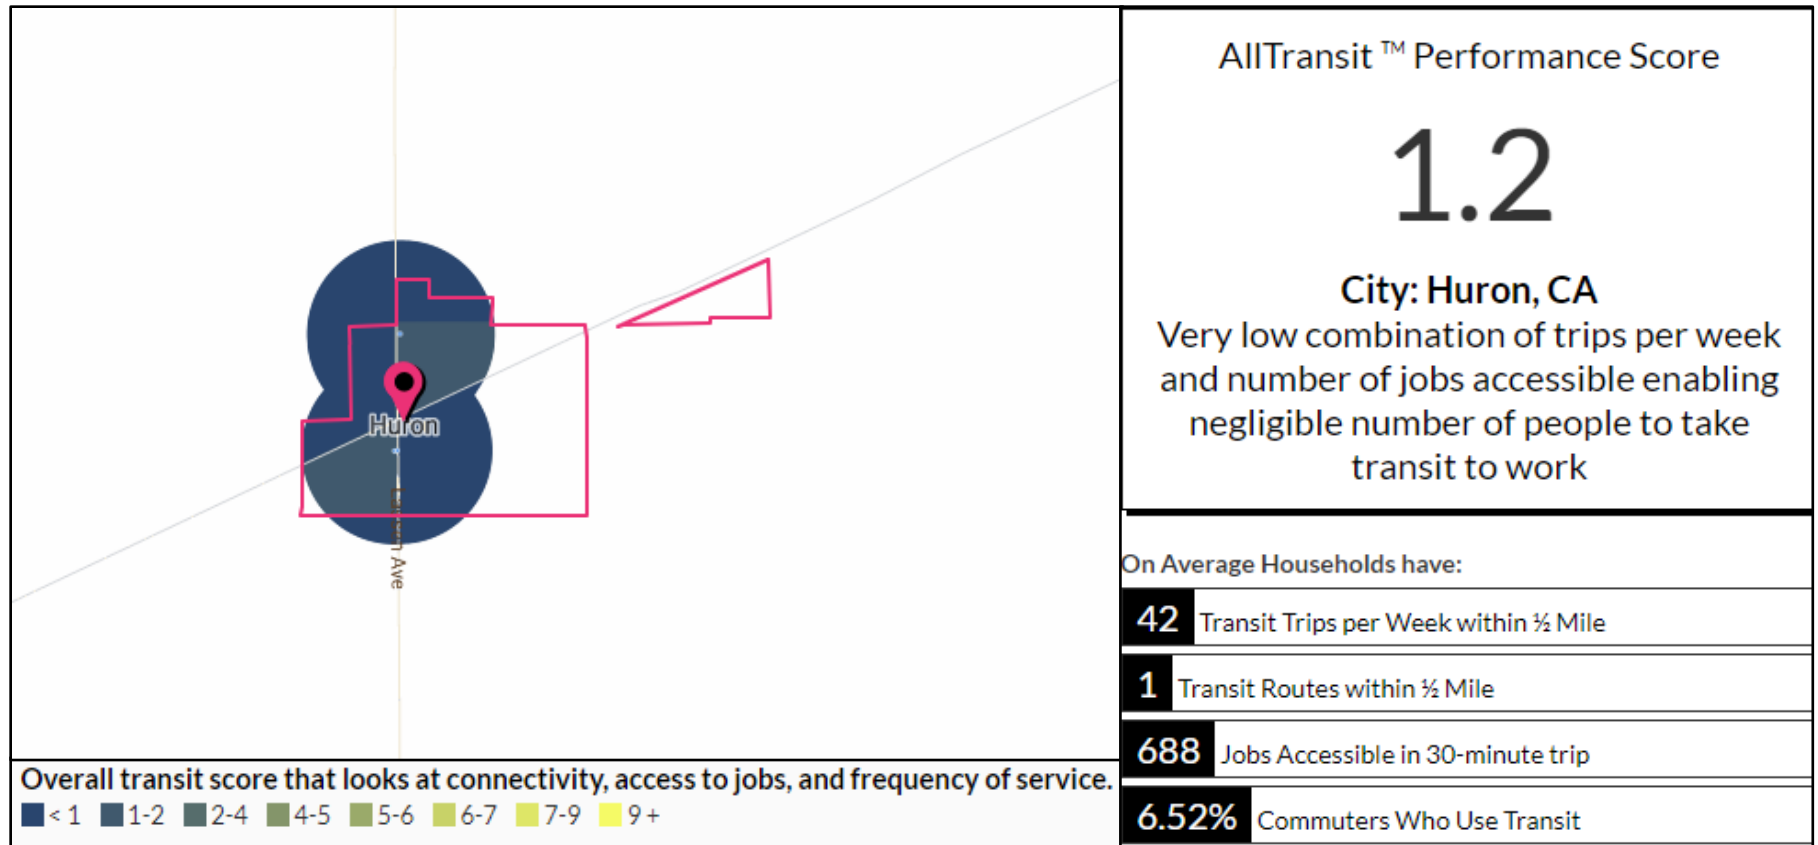 Huron
Lassen Ave
Overall transit score that looks at connectivity, access to jobs, and frequency of service.
< 1 1-2 2-4 4-5 5-6 6-7 7-9 9 +
AllTransit ™ Performance Score
1.2
City: Huron, CA
Very low combination of trips per week
and number of jobs accessible enabling
negligible number of people to take
transit to work
On Average Households have:
42 Transit Trips per Week within ½ Mile
1 Transit Routes within ½ Mile
688 Jobs Accessible in 30-minute trip
6.52% Commuters Who Use Transit